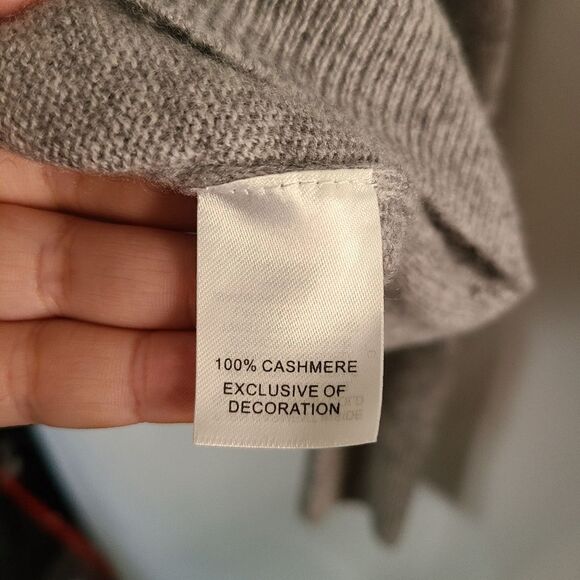 100% CASHMERE
EXCLUSIVE OF
DECORATION